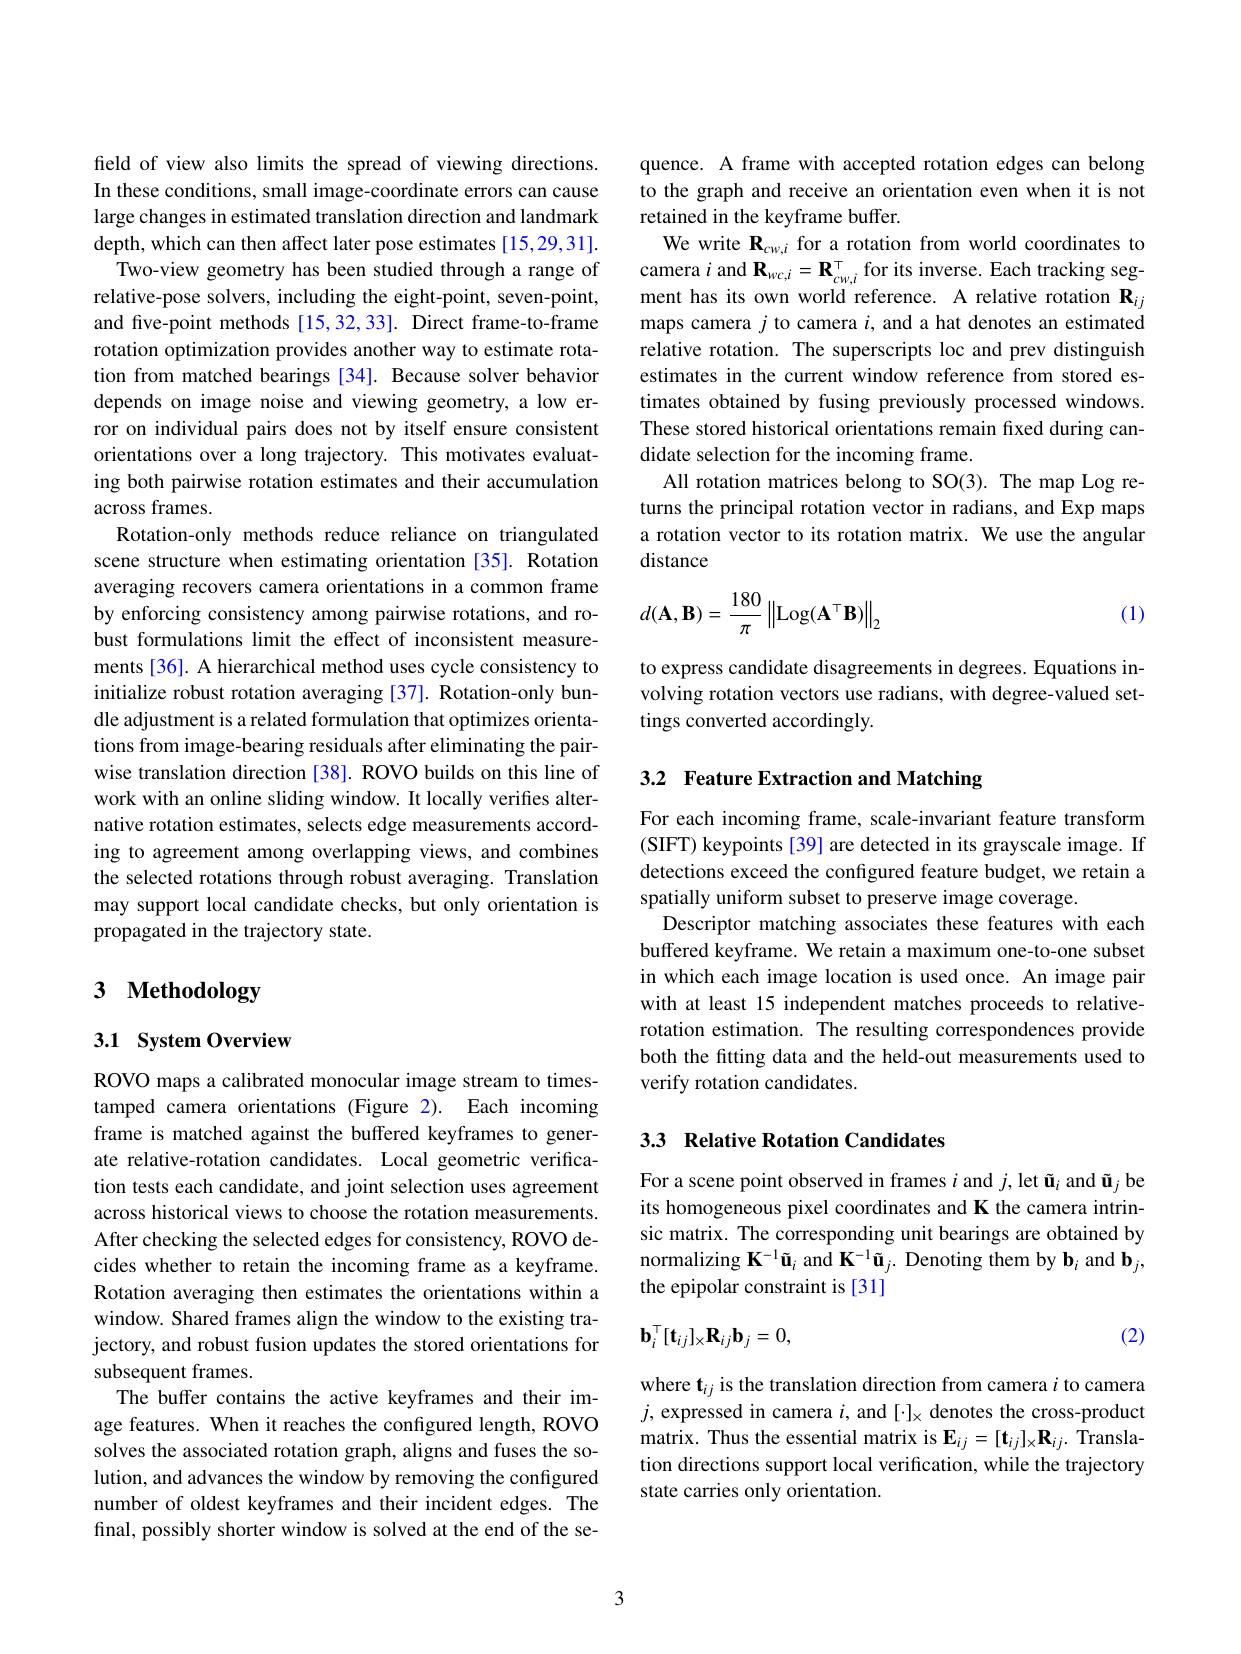 field of view also limits the spread of viewing directions.
In these conditions, small image-coordinate errors can cause
large changes in estimated translation direction and landmark
depth, which can then affect later pose estimates [15,29,31].
Two-view geometry has been studied through a range of
relative-pose solvers, including the eight-point, seven-point,
and five-point methods [15, 32, 33]. Direct frame-to-frame
rotation optimization provides another way to estimate rota-
tion from matched bearings [34]. Because solver behavior
depends on image noise and viewing geometry, a low er-
ror on individual pairs does not by itself ensure consistent
orientations over a long trajectory. This motivates evaluat-
ing both pairwise rotation estimates and their accumulation
across frames.
Rotation-only methods reduce reliance on triangulated
scene structure when estimating orientation [35]. Rotation
averaging recovers camera orientations in a common frame
by enforcing consistency among pairwise rotations, and ro-
bust formulations limit the effect of inconsistent measure-
ments [36]. A hierarchical method uses cycle consistency to
initialize robust rotation averaging [37]. Rotation-only bun-
dle adjustment is a related formulation that optimizes orienta-
tions from image-bearing residuals after eliminating the pair-
wise translation direction [38]. ROVO builds on this line of
work with an online sliding window. It locally verifies alter-
native rotation estimates, selects edge measurements accord-
ing to agreement among overlapping views, and combines
the selected rotations through robust averaging. Translation
may support local candidate checks, but only orientation is
propagated in the trajectory state.
3 Methodology
3.1 System Overview
ROVO maps a calibrated monocular image stream to times-
tamped camera orientations (Figure 2). Each incoming
frame is matched against the buffered keyframes to gener-
ate relative-rotation candidates. Local geometric verifica-
tion tests each candidate, and joint selection uses agreement
across historical views to choose the rotation measurements.
After checking the selected edges for consistency, ROVO de-
cides whether to retain the incoming frame as a keyframe.
Rotation averaging then estimates the orientations within a
window. Shared frames align the window to the existing tra-
jectory, and robust fusion updates the stored orientations for
subsequent frames.
The buffer contains the active keyframes and their im-
age features. When it reaches the configured length, ROVO
solves the associated rotation graph, aligns and fuses the so-
lution, and advances the window by removing the configured
number of oldest keyframes and their incident edges. The
final, possibly shorter window is solved at the end of the se-
quence. A frame with accepted rotation edges can belong
to the graph and receive an orientation even when it is not
retained in the keyframe buffer.
We write R_{cw,i} for a rotation from world coordinates to
camera i and R_{wc,i} = R_{cw,i}^⊤ for its inverse. Each tracking seg-
ment has its own world reference. A relative rotation R_{ij}
maps camera j to camera i, and a hat denotes an estimated
relative rotation. The superscripts loc and prev distinguish
estimates in the current window reference from stored es-
timates obtained by fusing previously processed windows.
These stored historical orientations remain fixed during can-
didate selection for the incoming frame.
All rotation matrices belong to SO(3). The map Log re-
turns the principal rotation vector in radians, and Exp maps
a rotation vector to its rotation matrix. We use the angular
distance
d(A, B) = 180/π ‖Log(A^⊤B)‖_2 (1)
to express candidate disagreements in degrees. Equations in-
volving rotation vectors use radians, with degree-valued set-
tings converted accordingly.
3.2 Feature Extraction and Matching
For each incoming frame, scale-invariant feature transform
(SIFT) keypoints [39] are detected in its grayscale image. If
detections exceed the configured feature budget, we retain a
spatially uniform subset to preserve image coverage.
Descriptor matching associates these features with each
buffered keyframe. We retain a maximum one-to-one subset
in which each image location is used once. An image pair
with at least 15 independent matches proceeds to relative-
rotation estimation. The resulting correspondences provide
both the fitting data and the held-out measurements used to
verify rotation candidates.
3.3 Relative Rotation Candidates
For a scene point observed in frames i and j, let ũ_i and ũ_j be
its homogeneous pixel coordinates and K the camera intrin-
sic matrix. The corresponding unit bearings are obtained by
normalizing K^{−1}ũ_i and K^{−1}ũ_j. Denoting them by b_i and b_j,
the epipolar constraint is [31]
b_i^⊤[t_{ij}]_×R_{ij}b_j = 0, (2)
where t_{ij} is the translation direction from camera i to camera
j, expressed in camera i, and [·]_× denotes the cross-product
matrix. Thus the essential matrix is E_{ij} = [t_{ij}]_×R_{ij}. Transla-
tion directions support local verification, while the trajectory
state carries only orientation.
3